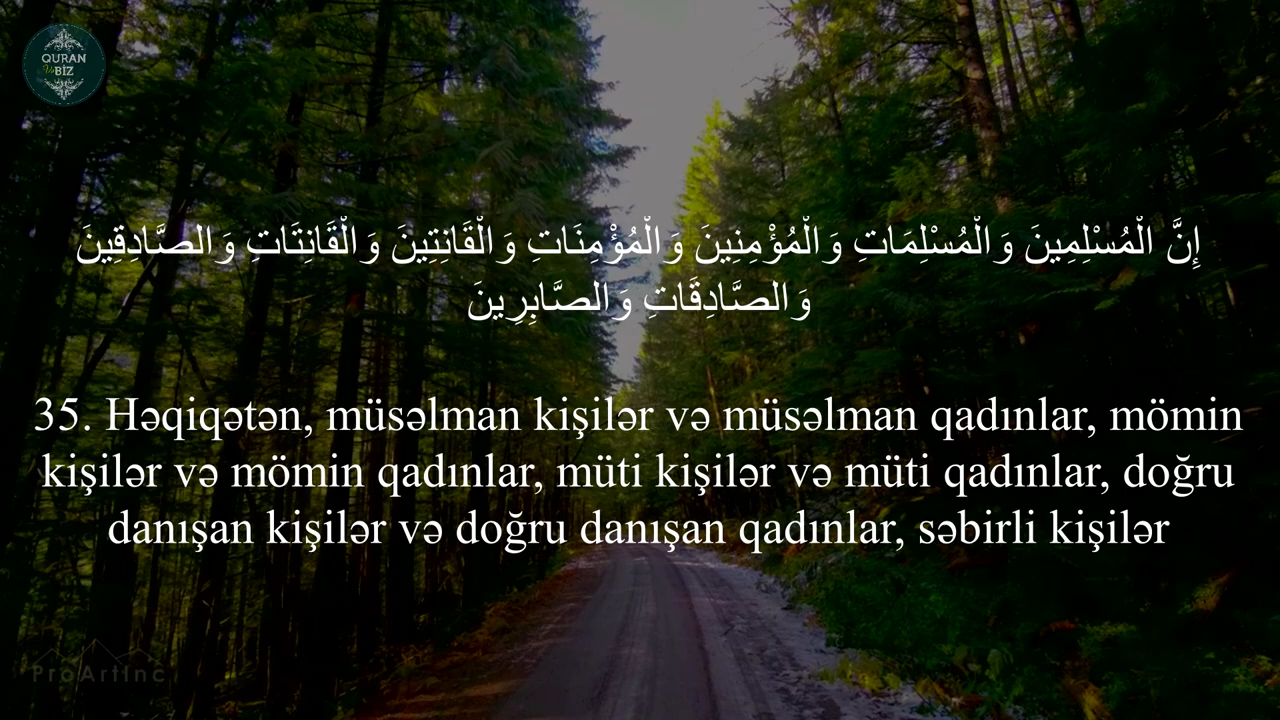 QURAN
Və
BİZ
إِنَّ الْمُسْلِمِينَ وَالْمُسْلِمَاتِ وَالْمُؤْمِنِينَ وَالْمُؤْمِنَاتِ وَالْقَانِتِينَ وَالْقَانِتَاتِ وَالصَّادِقِينَ
وَالصَّادِقَاتِ وَالصَّابِرِينَ
35. Həqiqətən, müsəlman kişilər və müsəlman qadınlar, mömin
kişilər və mömin qadınlar, müti kişilər və müti qadınlar, doğru
danışan kişilər və doğru danışan qadınlar, səbirli kişilər
ProArtInc